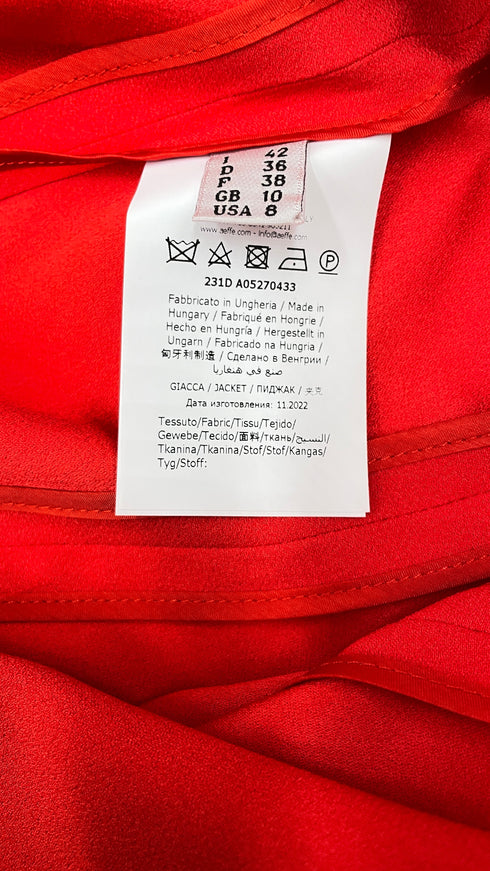 I 42
D 36
F 38
GB 10
USA 8
www.aeffe.com - info@aeffe.com
231D A05270433
Fabbricato in Ungheria / Made in
Hungary / Fabriqué en Hongrie /
Hecho en Hungría / Hergestellt in
Ungarn / Fabricado na Hungria /
匈牙利制造 / Сделано в Венгрии /
صنع في هنغاريا
GIACCA / JACKET / ПИДЖАК / 夹克
Дата изготовления: 11.2022
Tessuto/Fabric/Tissu/Tejido/
Gewebe/Tecido/面料/ткань/النسيج/
Tkanina/Tkanina/Stof/Stof/Kangas/
Tyg/Stoff: